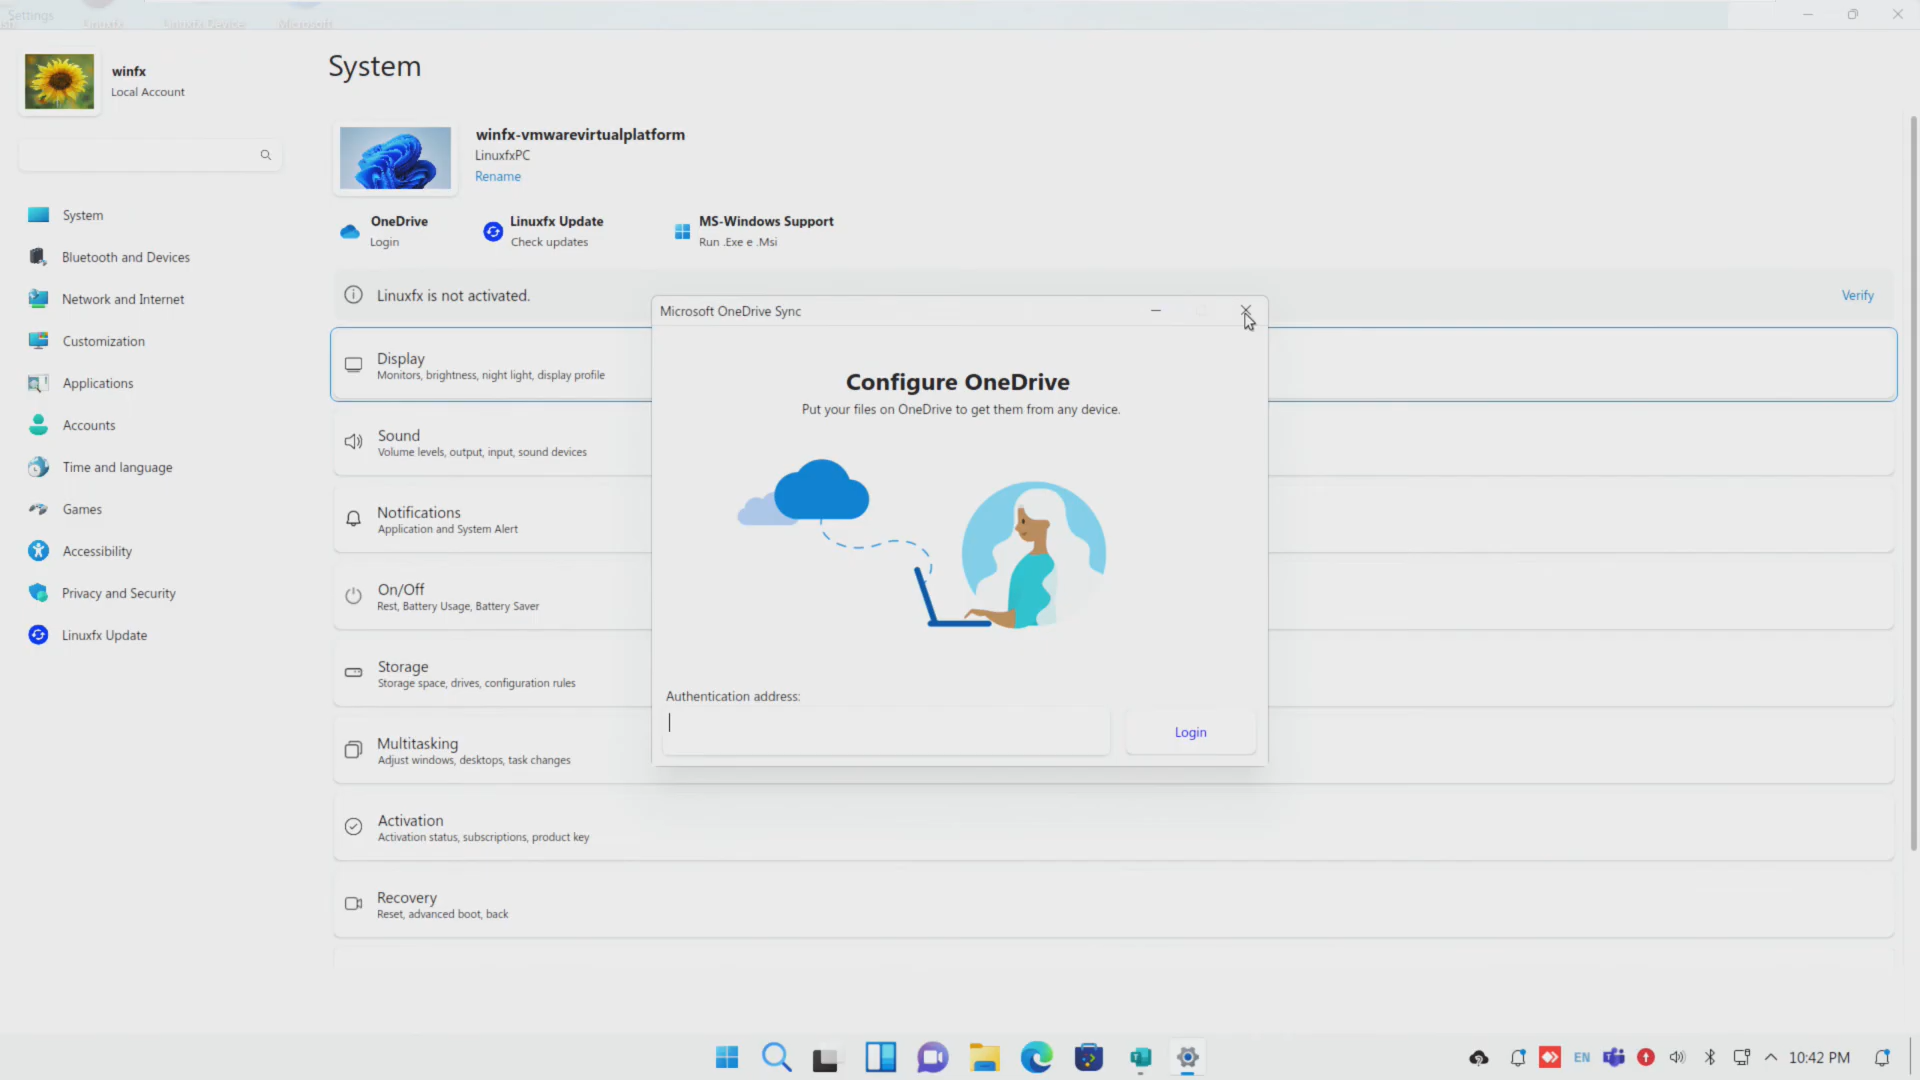 Settings
Linuxfx
Linuxfx Device
Microsoft
winfx
Local Account
System
winfx-vmwarevirtualplatform
LinuxfxPC
Rename
OneDrive
Login
Linuxfx Update
Check updates
MS-Windows Support
Run .Exe e .Msi
Linuxfx is not activated.
Verify
System
Bluetooth and Devices
Network and Internet
Customization
Applications
Accounts
Time and language
Games
Accessibility
Privacy and Security
Linuxfx Update
Display
Monitors, brightness, night light, display profile
Sound
Volume levels, output, input, sound devices
Notifications
Application and System Alert
On/Off
Rest, Battery Usage, Battery Saver
Storage
Storage space, drives, configuration rules
Multitasking
Adjust windows, desktops, task changes
Activation
Activation status, subscriptions, product key
Recovery
Reset, advanced boot, back
Microsoft OneDrive Sync
Configure OneDrive
Put your files on OneDrive to get them from any device.
Authentication address:
Login
EN
10:42 PM